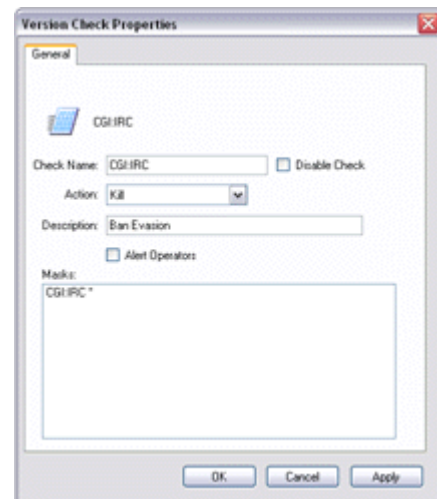 Version Check Properties
General
CGI:IRC
Check Name: CGI:IRC Disable Check
Action: Kill
Description: Ban Evasion
Alert Operators
Masks:
CGI:IRC *
OK Cancel Apply